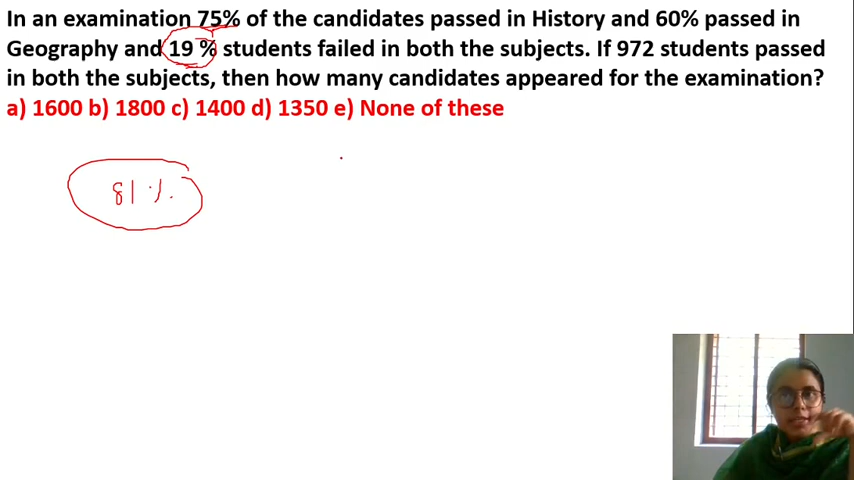 In an examination 75% of the candidates passed in History and 60% passed in
Geography and 19 % students failed in both the subjects. If 972 students passed
in both the subjects, then how many candidates appeared for the examination?
a) 1600 b) 1800 c) 1400 d) 1350 e) None of these
81 %